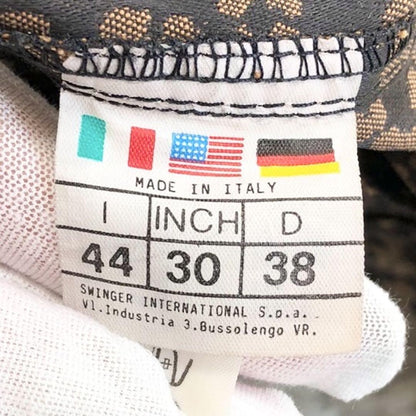 MADE IN ITALY
I INCH D
44 30 38
SWINGER INTERNATIONAL S.p.a.
Vl.Industria 3.Bussolengo VR.